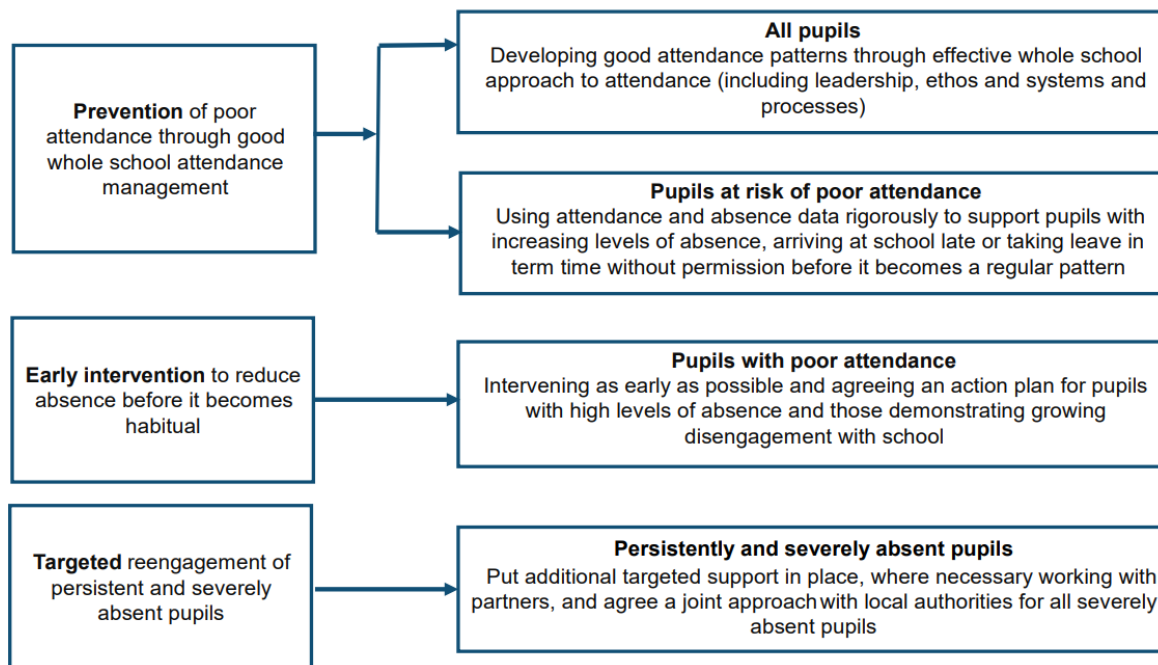 Prevention of poor
attendance through good
whole school attendance
management
All pupils
Developing good attendance patterns through effective whole school
approach to attendance (including leadership, ethos and systems and
processes)
Pupils at risk of poor attendance
Using attendance and absence data rigorously to support pupils with
increasing levels of absence, arriving at school late or taking leave in
term time without permission before it becomes a regular pattern
Early intervention to reduce
absence before it becomes
habitual
Pupils with poor attendance
Intervening as early as possible and agreeing an action plan for pupils
with high levels of absence and those demonstrating growing
disengagement with school
Targeted reengagement of
persistent and severely
absent pupils
Persistently and severely absent pupils
Put additional targeted support in place, where necessary working with
partners, and agree a joint approach with local authorities for all severely
absent pupils